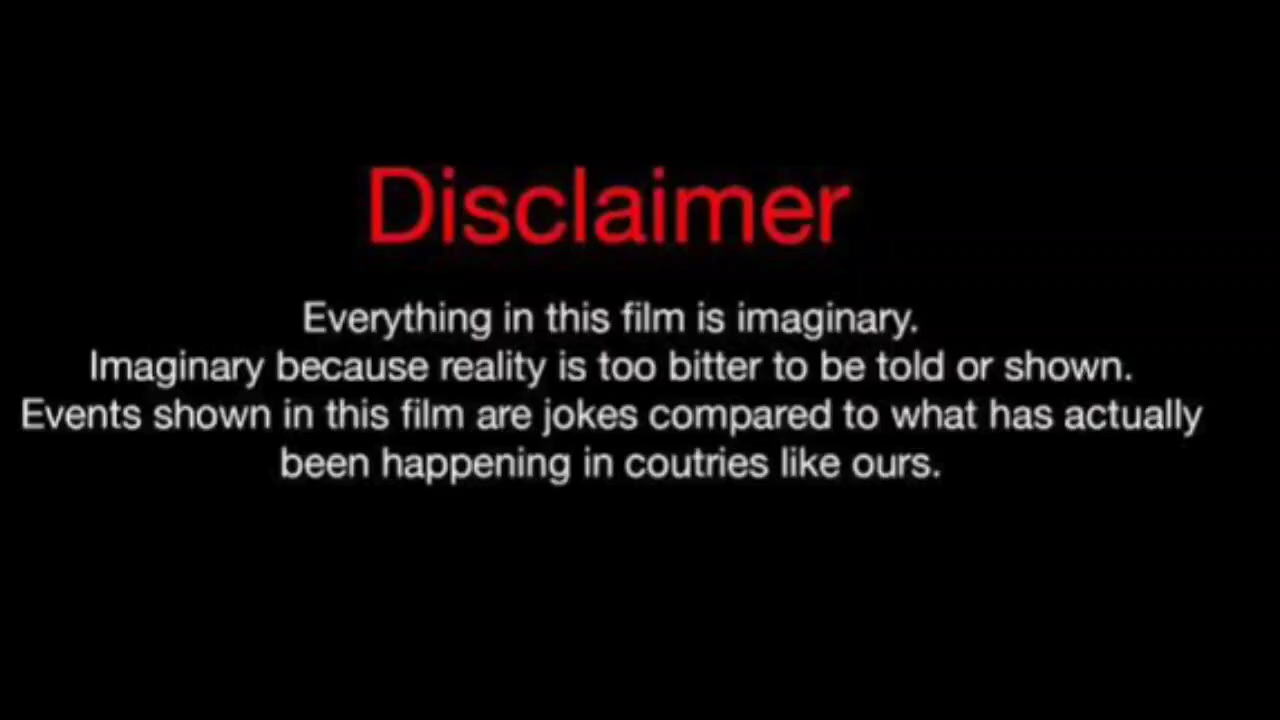 Disclaimer
Everything in this film is imaginary.
Imaginary because reality is too bitter to be told or shown.
Events shown in this film are jokes compared to what has actually
been happening in coutries like ours.